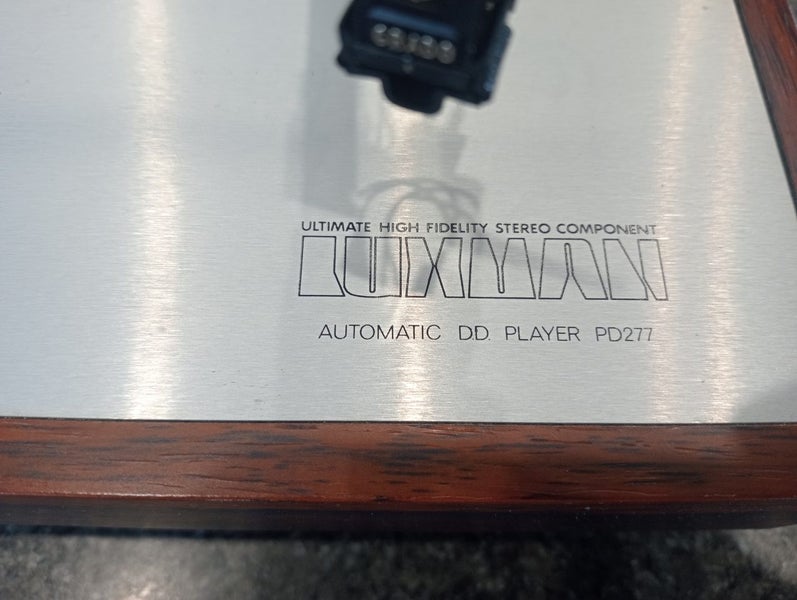 ULTIMATE HIGH FIDELITY STEREO COMPONENT
LUXMAN
AUTOMATIC D.D. PLAYER PD277